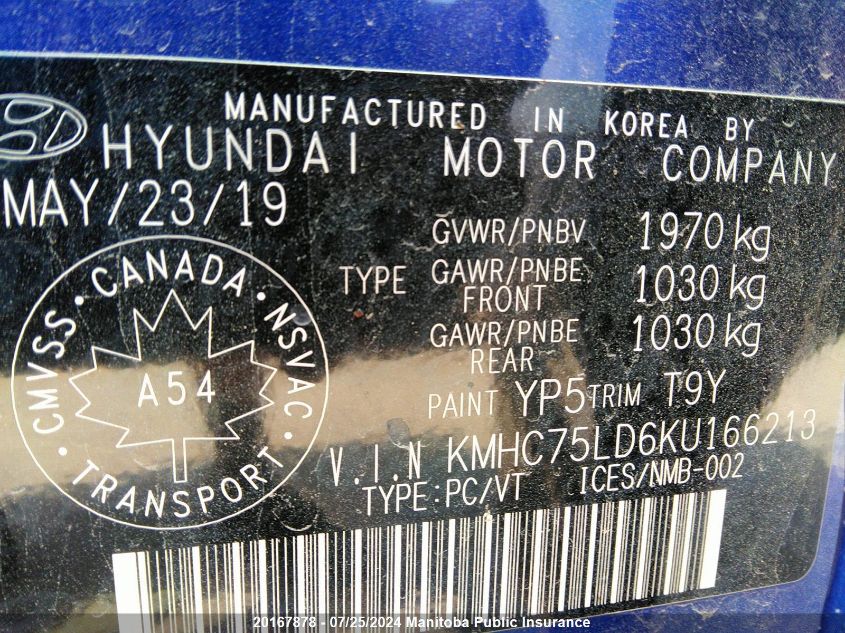 MANUFACTURED IN KOREA BY
HYUNDAI MOTOR COMPANY
MAY/23/19
GVWR/PNBV 1970 kg
TYPE GAWR/PNBE FRONT 1030 kg
GAWR/PNBE REAR 1030 kg
PAINT YP5 TRIM T9Y
V.I.N KMHC75LD6KU166213
TYPE:PC/VT ICES/NMB-002
CMVSS • CANADA • NSVAC • TRANSPORT •
A54
20167878 - 07/25/2024 Manitoba Public Insurance